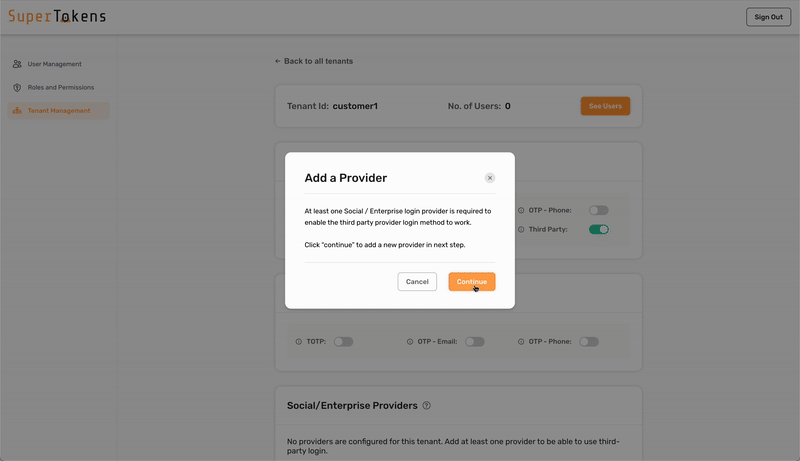 SuperTokens
Sign Out
User Management
Roles and Permissions
Tenant Management
← Back to all tenants
Tenant Id: customer1
No. of Users: 0
See Users
Add a Provider
At least one Social / Enterprise login provider is required to
enable the third party provider login method to work.
Click "continue" to add a new provider in next step.
Cancel
Continue
OTP - Phone:
Third Party:
TOTP:
OTP - Email:
OTP - Phone:
Social/Enterprise Providers
No providers are configured for this tenant. Add at least one provider to be able to use third-
party login.